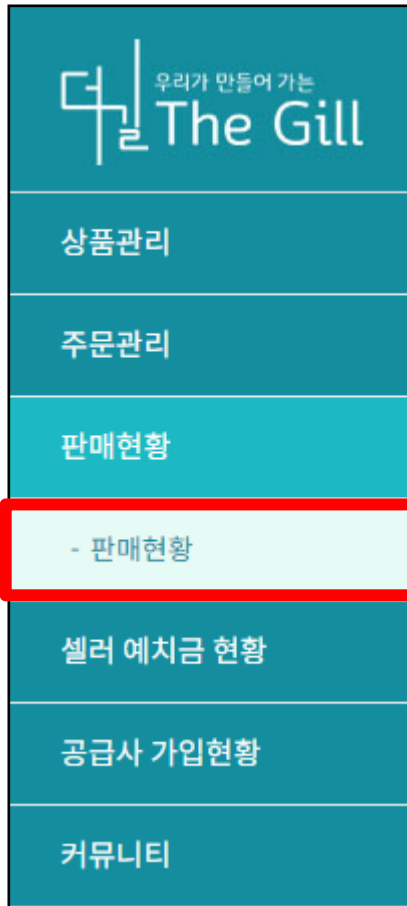 더길
우리가 만들어 가는
The Gill
상품관리
주문관리
판매현황
- 판매현황
셀러 예치금 현황
공급사 가입현황
커뮤니티